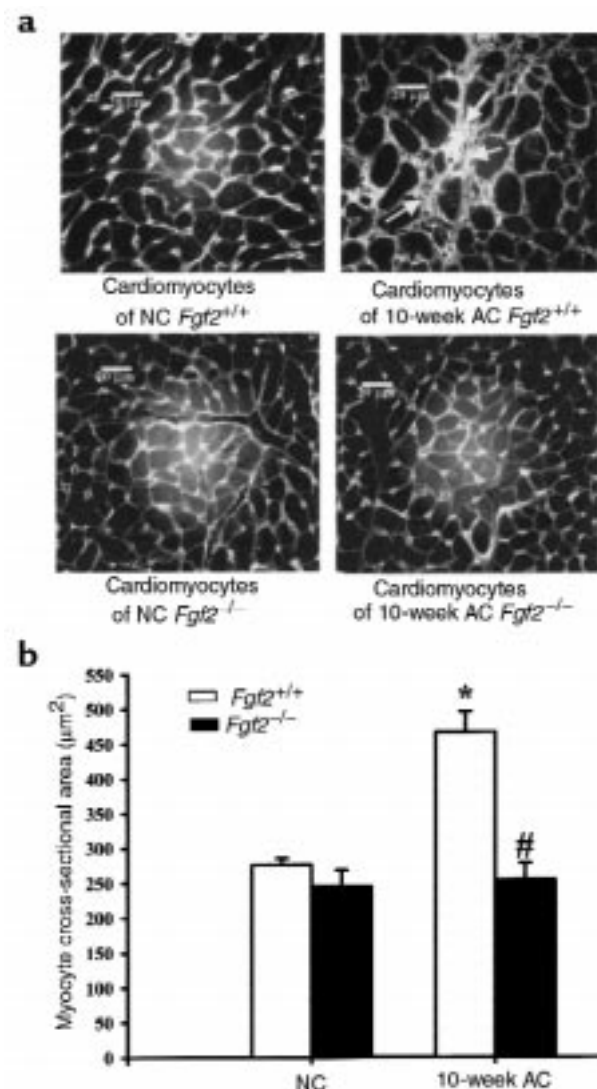 a
Cardiomyocytes
of NC Fgf2+/+
Cardiomyocytes
of 10-week AC Fgf2+/+
Cardiomyocytes
of NC Fgf2−/−
Cardiomyocytes
of 10-week AC Fgf2−/−
b
Myocyte cross-sectional area (μm2)
550
500
450
400
350
300
250
200
150
100
50
0
Fgf2+/+
Fgf2−/−
*
#
NC
10-week AC